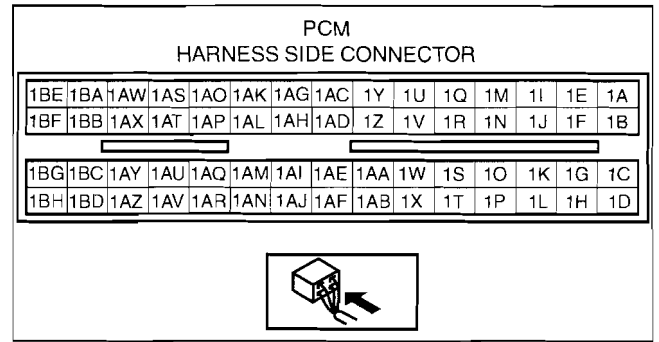 PCM
HARNESS SIDE CONNECTOR
1BE 1BA 1AW 1AS 1AO 1AK 1AG 1AC 1Y 1U 1Q 1M 1I 1E 1A
1BF 1BB 1AX 1AT 1AP 1AL 1AH 1AD 1Z 1V 1R 1N 1J 1F 1B
1BG 1BC 1AY 1AU 1AQ 1AM 1AI 1AE 1AA 1W 1S 1O 1K 1G 1C
1BH 1BD 1AZ 1AV 1AR 1AN 1AJ 1AF 1AB 1X 1T 1P 1L 1H 1D